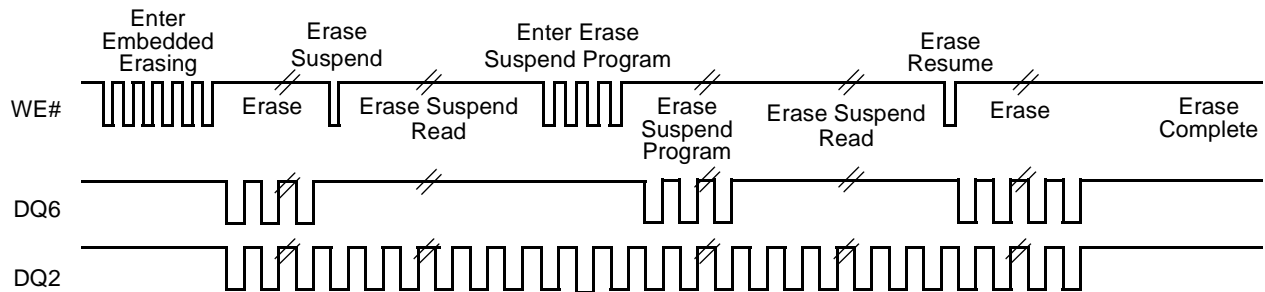 Enter
Embedded
Erasing
Erase
Suspend
Enter Erase
Suspend Program
Erase
Resume
WE#
Erase
Erase Suspend
Read
Erase
Suspend
Program
Erase Suspend
Read
Erase
Erase
Complete
DQ6
DQ2